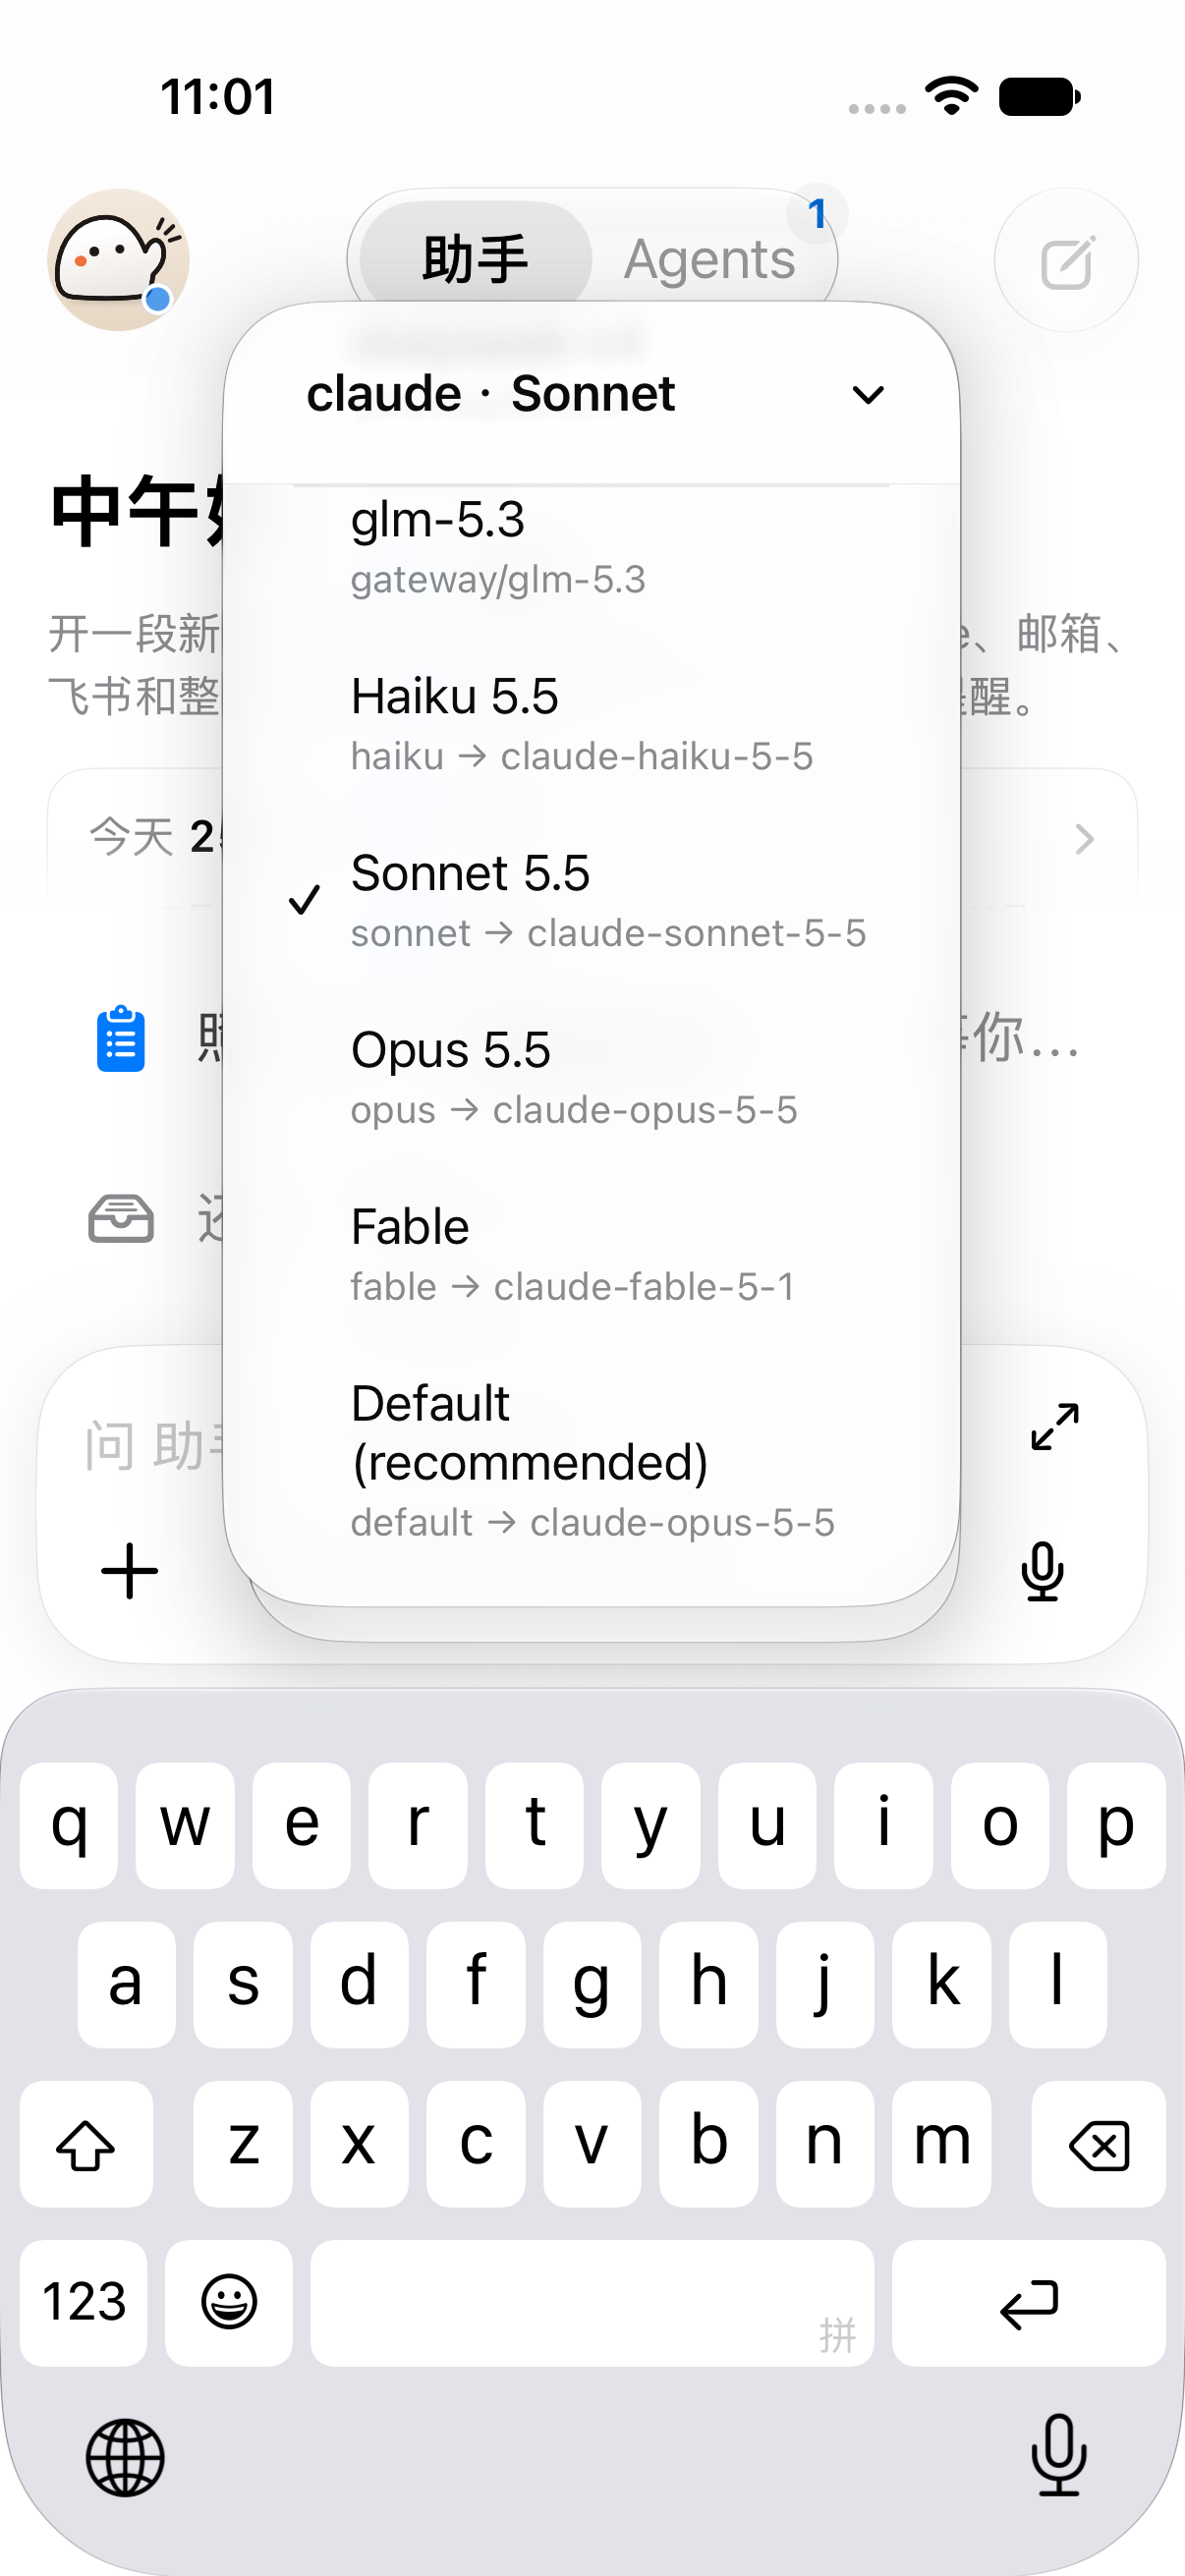 11:01
助手
Agents
1
claude · Sonnet
glm-5.3
gateway/glm-5.3
Haiku 5.5
haiku → claude-haiku-5-5
Sonnet 5.5
sonnet → claude-sonnet-5-5
Opus 5.5
opus → claude-opus-5-5
Fable
fable → claude-fable-5-1
Default
(recommended)
default → claude-opus-5-5
中午
开一段新
、邮箱、
飞书和整
醒。
今天 2
你...
问 助
q w e r t y u i o p
a s d f g h j k l
z x c v b n m
123
拼